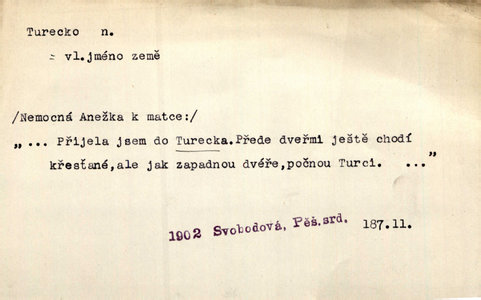 Turecko n.
= vl.jméno země
/Nemocná Anežka k matce:/
„... Přijela jsem do Turecka.Přede dveřmi ještě chodí
křesťané,ale jak zapadnou dvéře,počnou Turci. ..."
1902 Svobodová, Pěš.srd. 187.11.